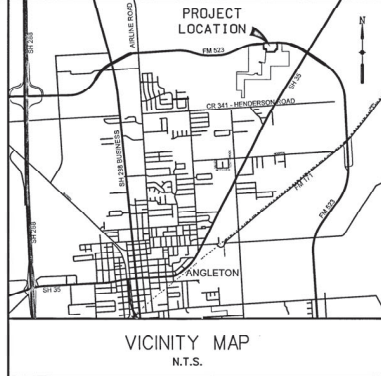 PROJECT
LOCATION
N
SH 288
AIRLINE ROAD
FM 523
SH 35
CR 341 - HENDERSON ROAD
SH 288 BUSINESS
FM 171
FM 523
SH 288
ANGLETON
SH 35
VICINITY MAP
N.T.S.